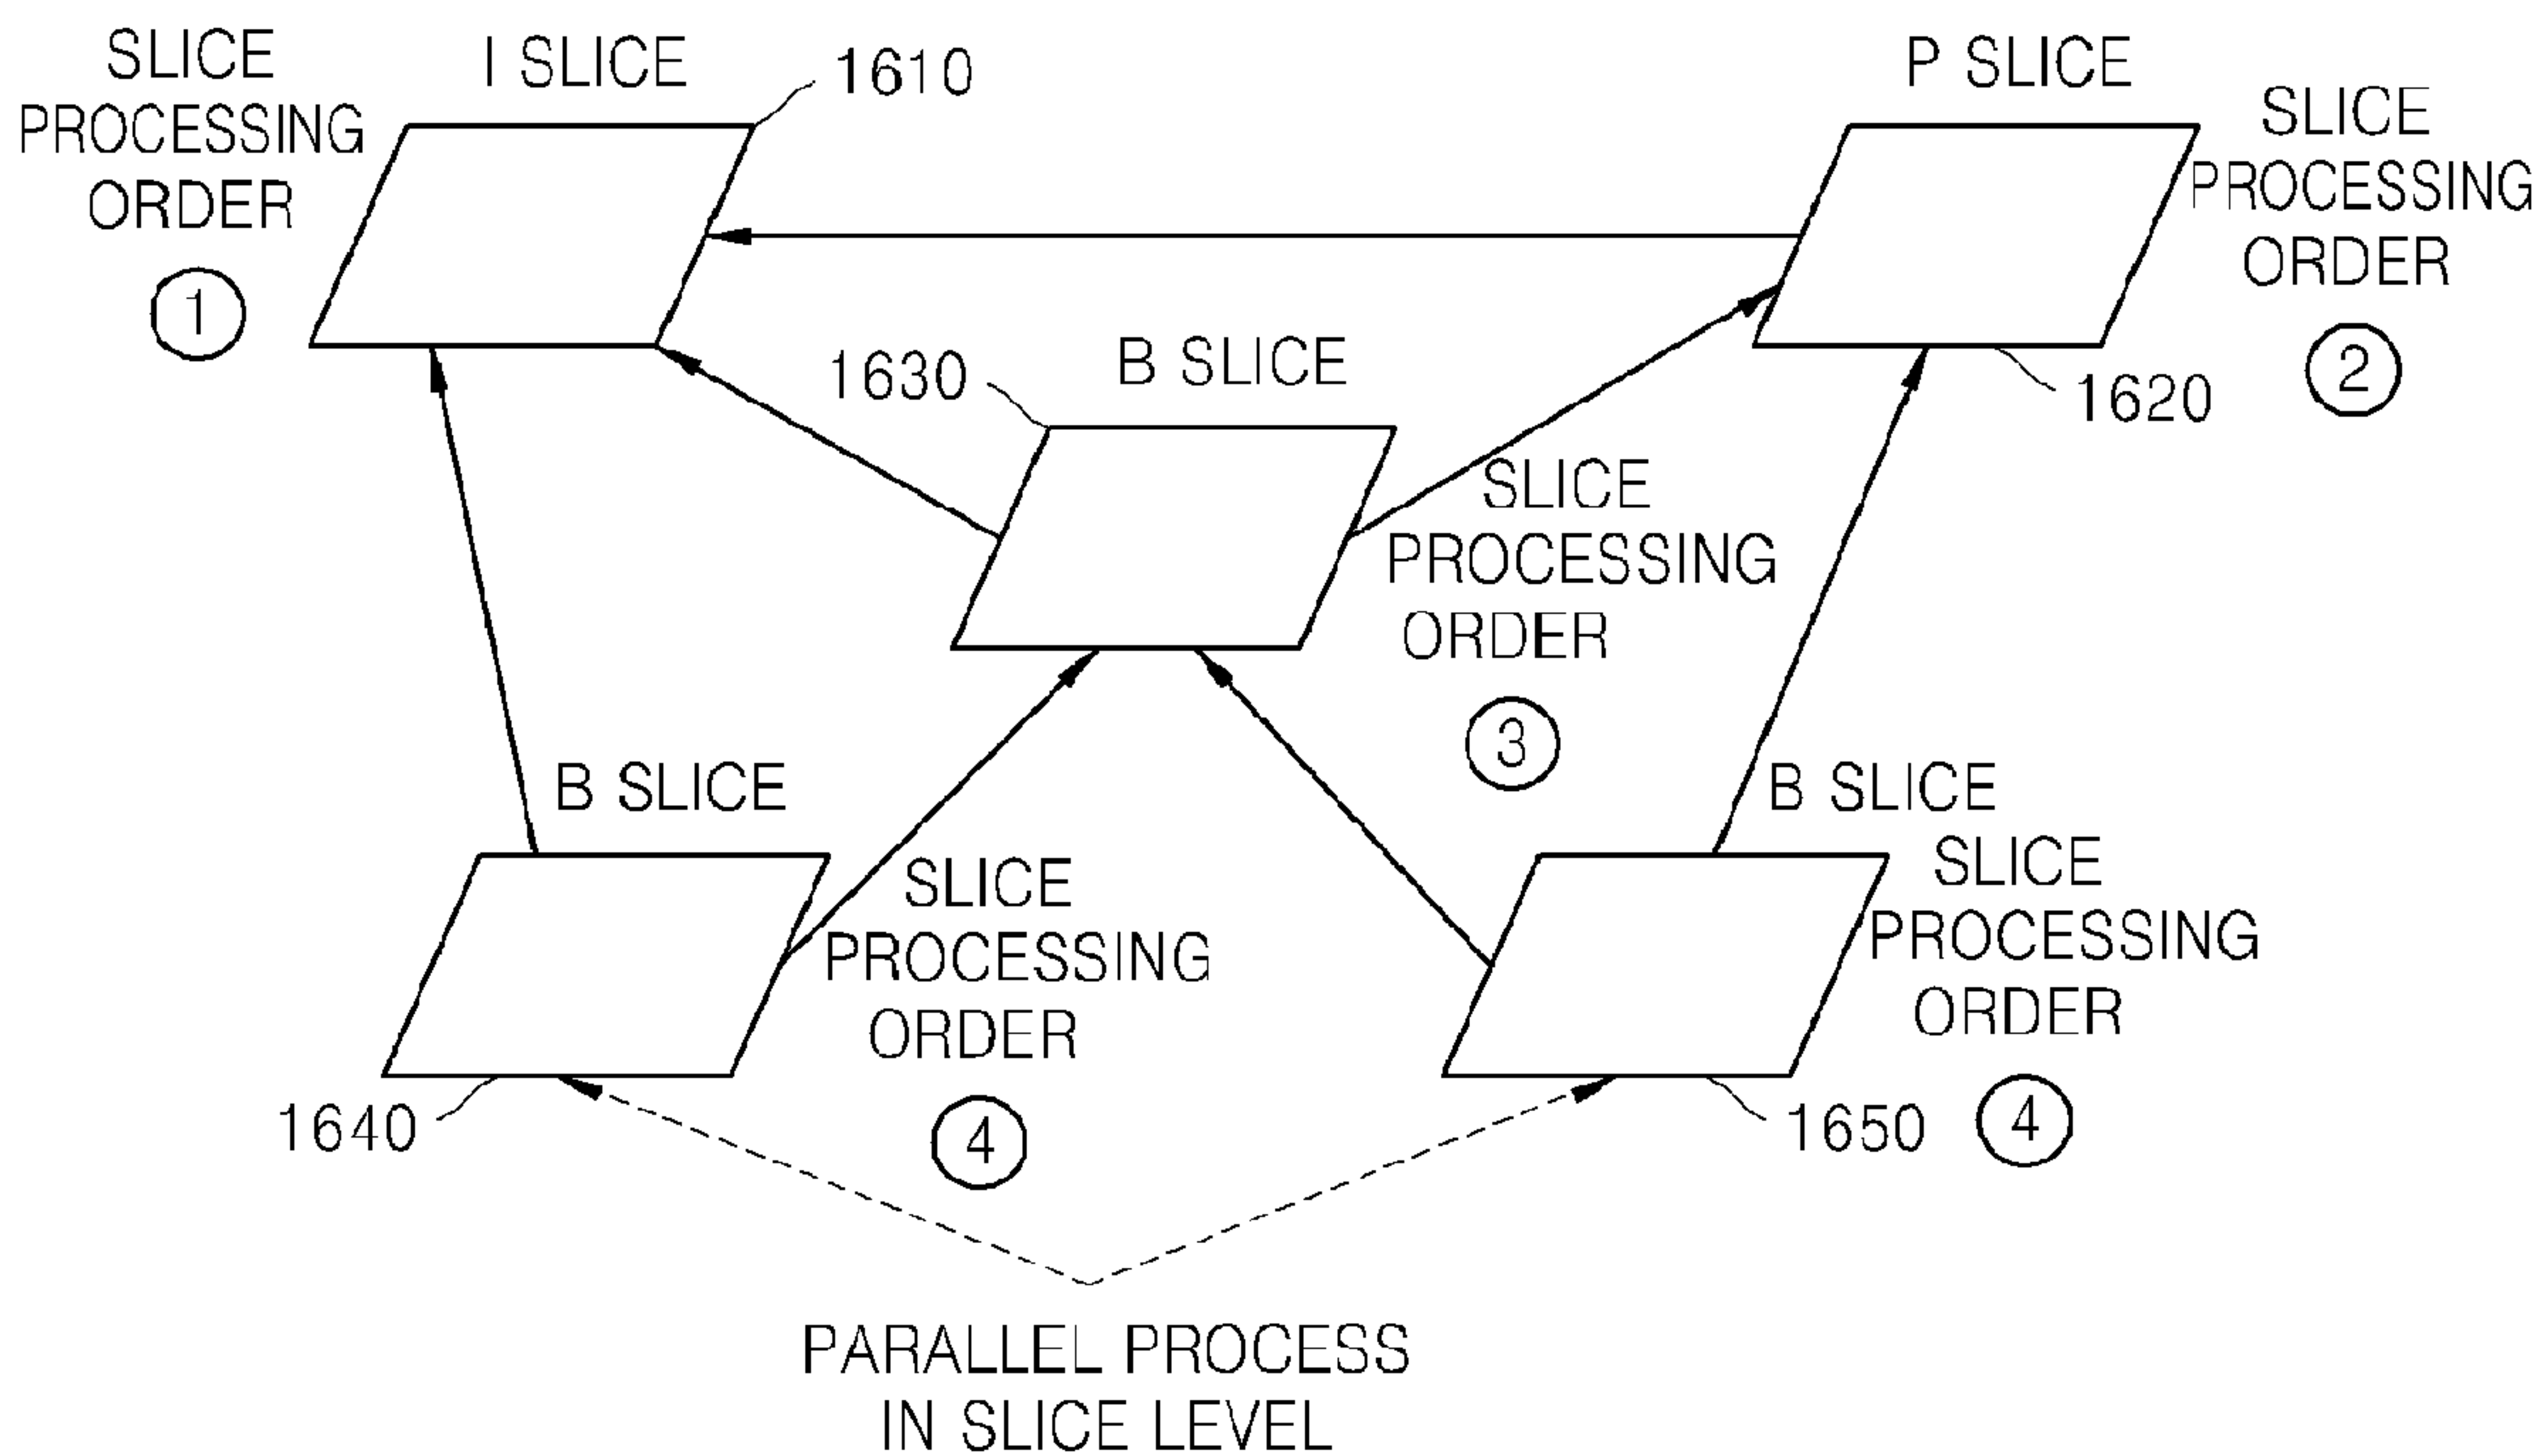 SLICE
PROCESSING
ORDER
1
I SLICE
1610
P SLICE
SLICE
PROCESSING
ORDER
2
1620
1630
B SLICE
SLICE
PROCESSING
ORDER
3
B SLICE
SLICE
PROCESSING
ORDER
4
1640
B SLICE
SLICE
PROCESSING
ORDER
4
1650
PARALLEL PROCESS
IN SLICE LEVEL